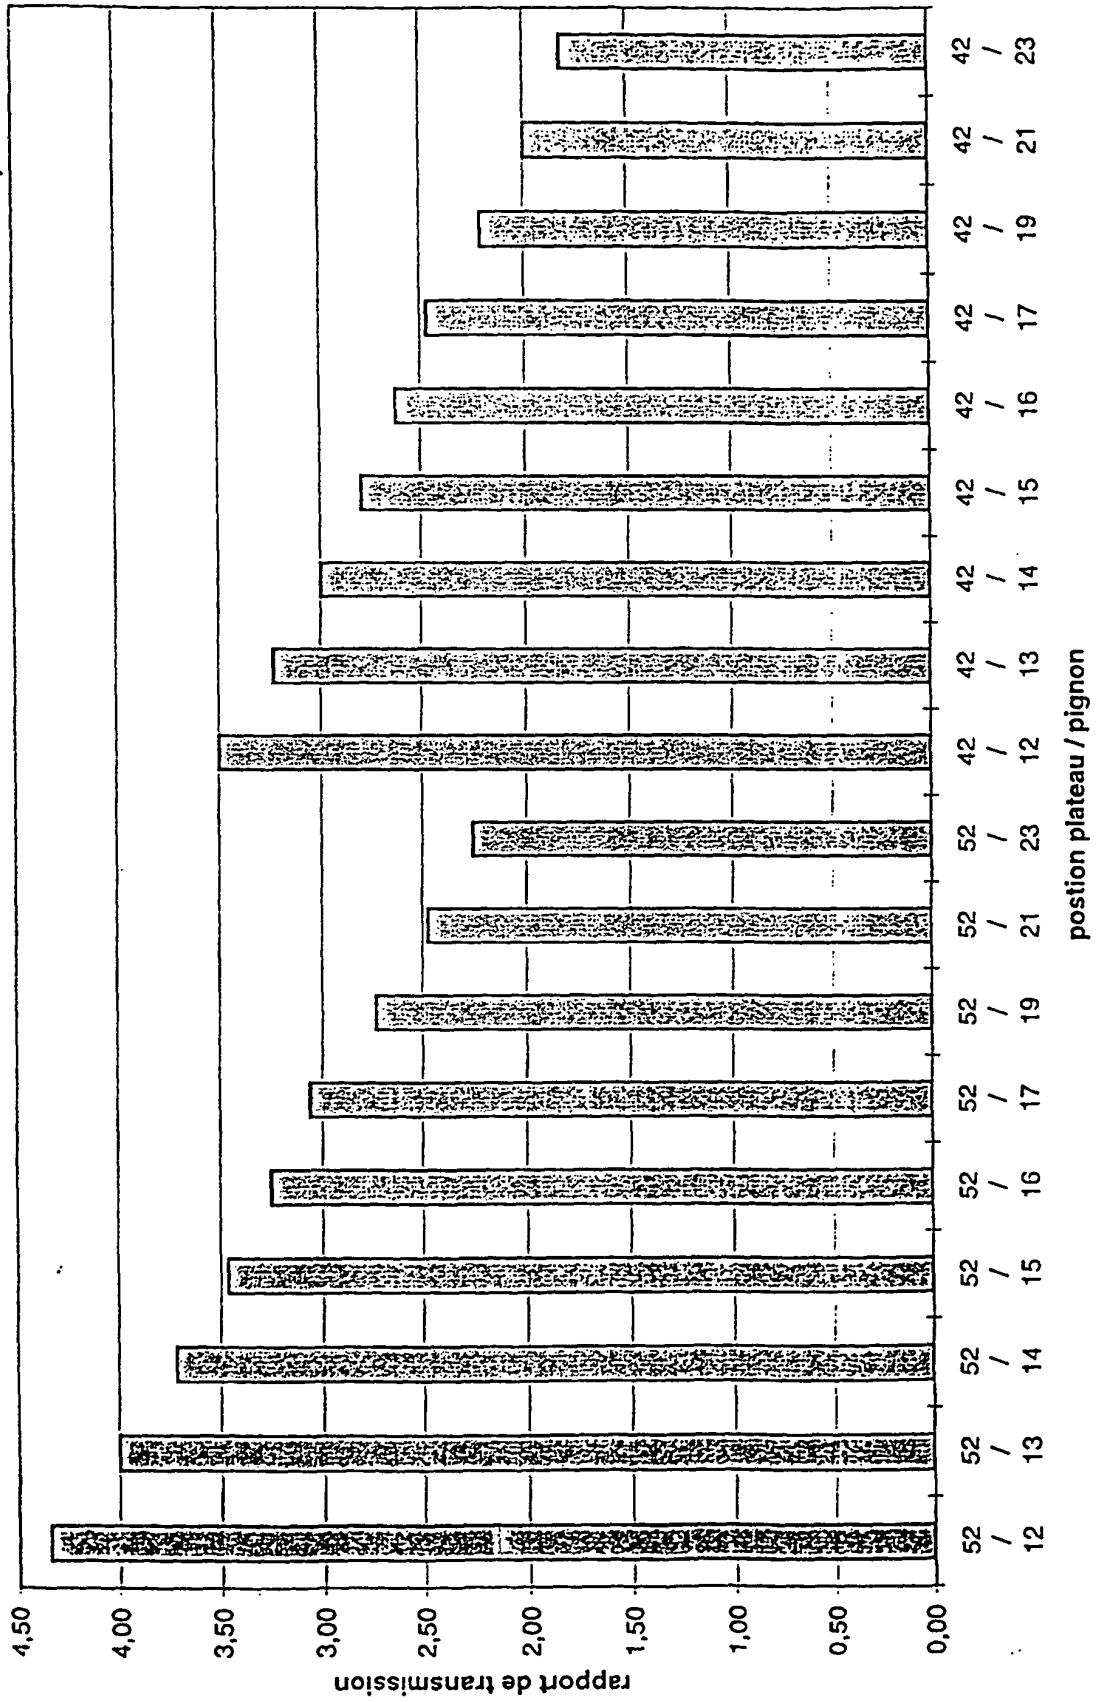 rapport de transmission
4,50
4,00
3,50
3,00
2,50
2,00
1,50
1,00
0,50
0,00
52 / 12
52 / 13
52 / 14
52 / 15
52 / 16
52 / 17
52 / 19
52 / 21
52 / 23
42 / 12
42 / 13
42 / 14
42 / 15
42 / 16
42 / 17
42 / 19
42 / 21
42 / 23
postion plateau / pignon